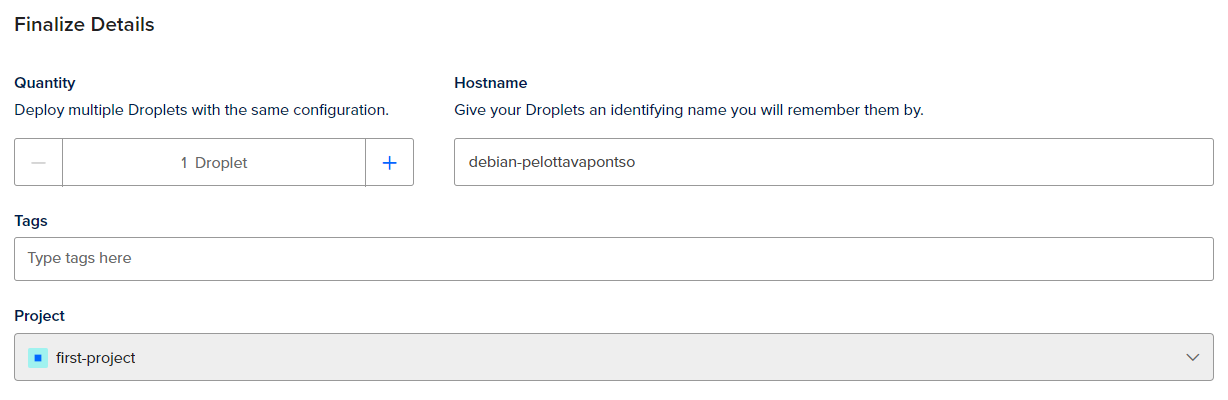 Finalize Details
Quantity
Deploy multiple Droplets with the same configuration.
1 Droplet
Hostname
Give your Droplets an identifying name you will remember them by.
debian-pelottavapontso
Tags
Type tags here
Project
first-project